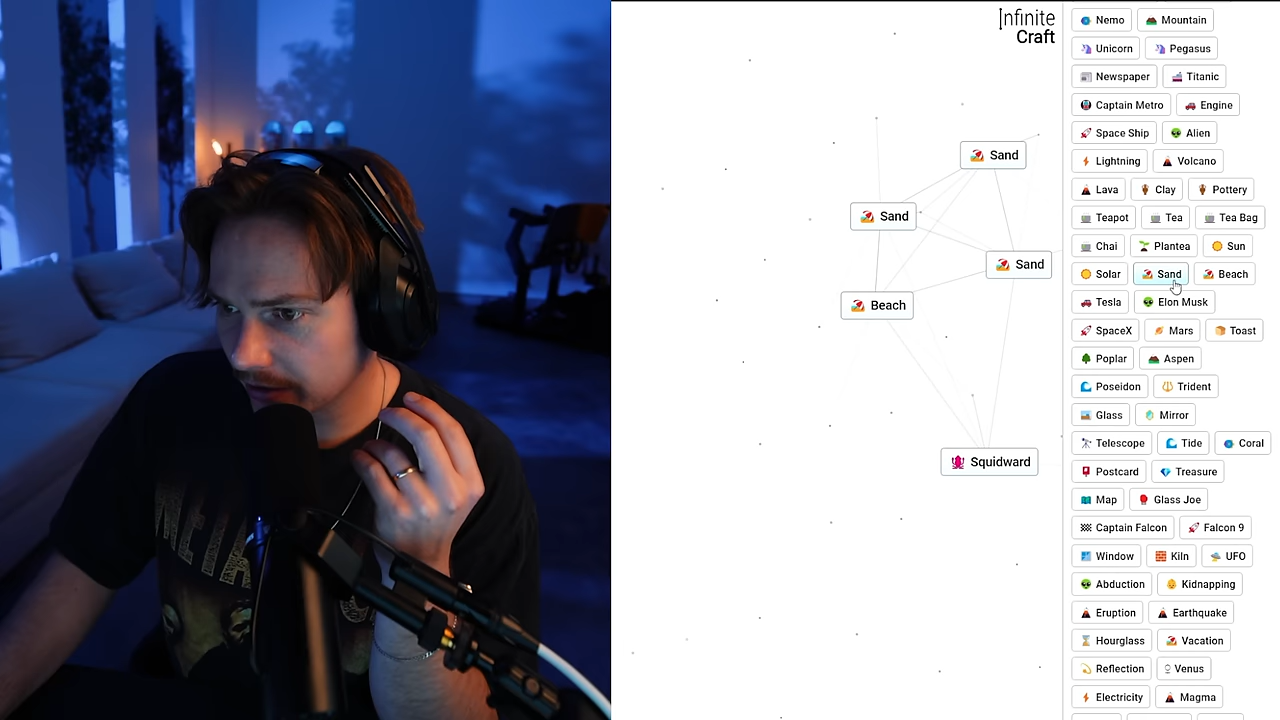 Infinite
Craft
Sand
Sand
Sand
Beach
Squidward
Nemo Mountain
Unicorn Pegasus
Newspaper Titanic
Captain Metro Engine
Space Ship Alien
Lightning Volcano
Lava Clay Pottery
Teapot Tea Tea Bag
Chai Plantea Sun
Solar Sand Beach
Tesla Elon Musk
SpaceX Mars Toast
Poplar Aspen
Poseidon Trident
Glass Mirror
Telescope Tide Coral
Postcard Treasure
Map Glass Joe
Captain Falcon Falcon 9
Window Kiln UFO
Abduction Kidnapping
Eruption Earthquake
Hourglass Vacation
Reflection Venus
Electricity Magma